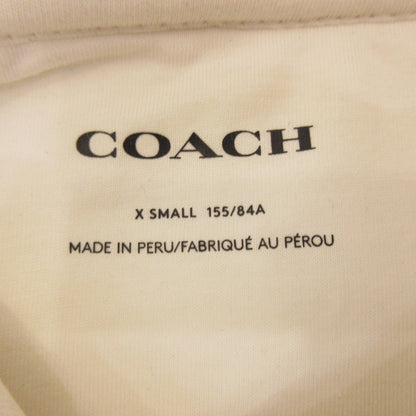 COACH
X SMALL 155/84A
MADE IN PERU/FABRIQUÉ AU PÉROU